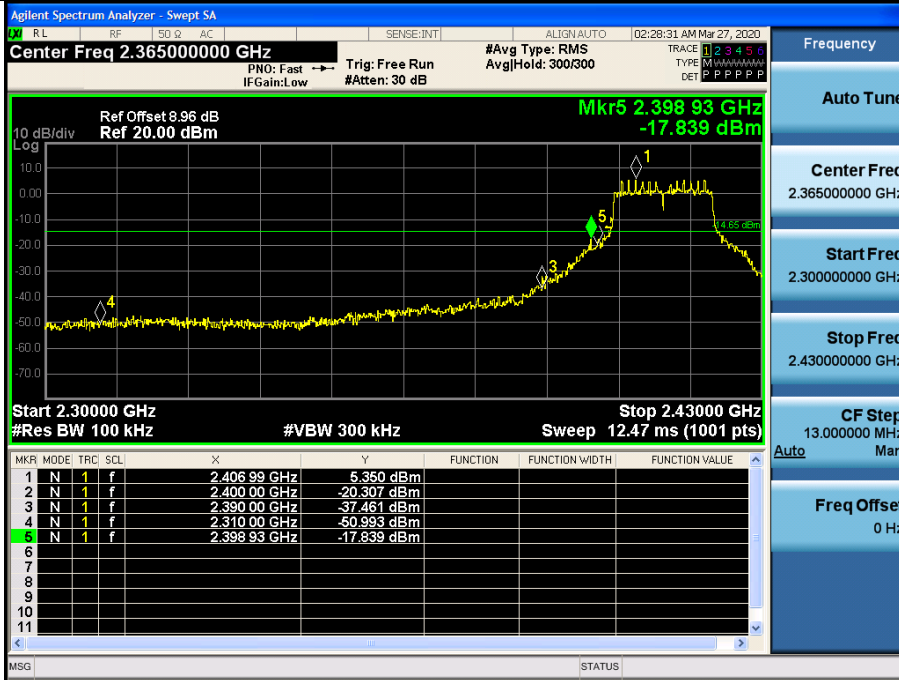 Agilent Spectrum Analyzer - Swept SA
LXI RL RF 50 Ω AC SENSE:INT ALIGN AUTO 02:28:31 AM Mar 27, 2020
Center Freq 2.365000000 GHz
PNO: Fast
IFGain:Low
Trig: Free Run
#Atten: 30 dB
#Avg Type: RMS
Avg|Hold: 300/300
TRACE 1 2 3 4 5 6
TYPE M WWWWW
DET P P P P P P
Mkr5 2.398 93 GHz
-17.839 dBm
Ref Offset 8.96 dB
10 dB/div Ref 20.00 dBm
Log
10.0
0.00
-10.0
-20.0
-30.0
-40.0
-50.0
-60.0
-70.0
1
5
3
4
-14.65 dBm
Start 2.30000 GHz Stop 2.43000 GHz
#Res BW 100 kHz #VBW 300 kHz Sweep 12.47 ms (1001 pts)
MKR MODE TRC SCL X Y FUNCTION FUNCTION WIDTH FUNCTION VALUE
1 N 1 f 2.406 99 GHz 5.350 dBm
2 N 1 f 2.400 00 GHz -20.307 dBm
3 N 1 f 2.390 00 GHz -37.461 dBm
4 N 1 f 2.310 00 GHz -50.993 dBm
5 N 1 f 2.398 93 GHz -17.839 dBm
6
7
8
9
10
11
MSG STATUS
Frequency
Auto Tune
Center Freq
2.365000000 GHz
Start Freq
2.300000000 GHz
Stop Freq
2.430000000 GHz
CF Step
13.000000 MHz
Auto Man
Freq Offset
0 Hz